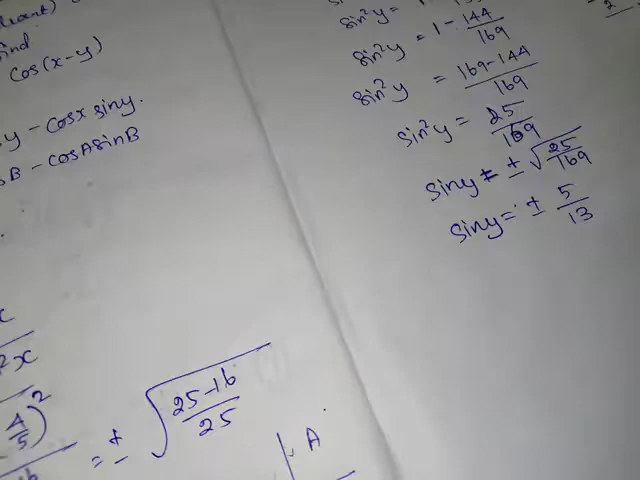 find
cos(x-y)
y - cosx siny.
B - cosAsinB
sin²y =
sin²y = 1 - 144/169
sin²y = 169-144/169
sin²y = 25/169
siny = ± √25/169
siny = ± 5/13
x
4/5)²
= ± √25-16/25
A